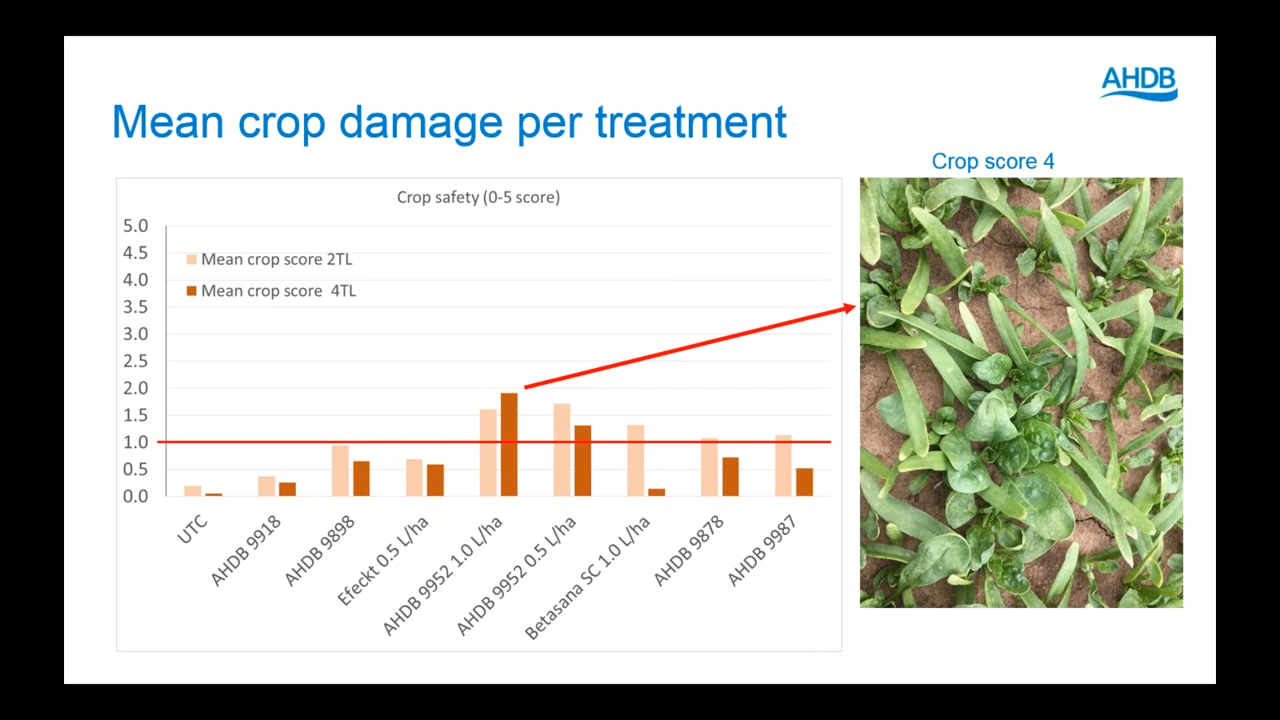 AHDB
Mean crop damage per treatment
Crop score 4
Crop safety (0-5 score)
5.0
4.5
4.0
3.5
3.0
2.5
2.0
1.5
1.0
0.5
0.0
Mean crop score 2TL
Mean crop score 4TL
UTC
AHDB 9918
AHDB 9898
Efeckt 0.5 L/ha
AHDB 9952 1.0 L/ha
AHDB 9952 0.5 L/ha
Betasana SC 1.0 L/ha
AHDB 9878
AHDB 9987